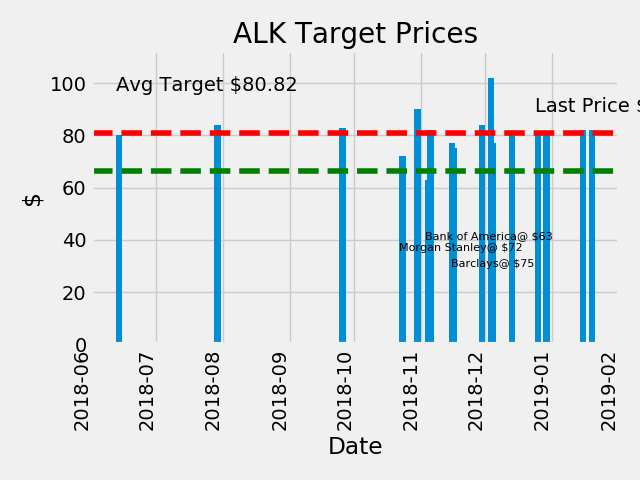 ALK Target Prices
Avg Target $80.82
Last Price $
100
80
60
40
20
0
$
Bank of America@ $63
Morgan Stanley@ $72
Barclays@ $75
2018-06
2018-07
2018-08
2018-09
2018-10
2018-11
2018-12
2019-01
2019-02
Date